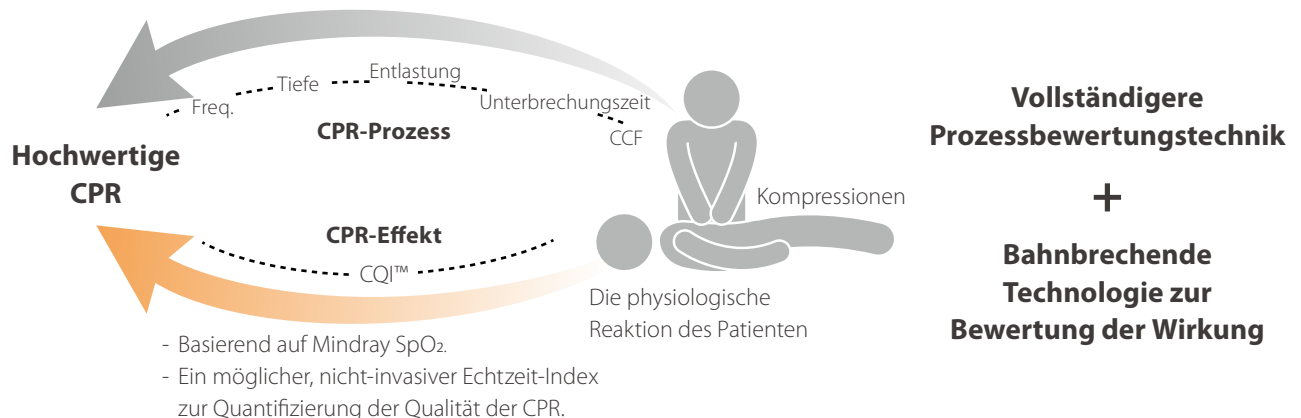 Entlastung
Tiefe
Freq.
Unterbrechungszeit
CCF
CPR-Prozess
Hochwertige
CPR
CPR-Effekt
CQI™
Kompressionen
Die physiologische
Reaktion des Patienten
- Basierend auf Mindray SpO₂.
- Ein möglicher, nicht-invasiver Echtzeit-Index
zur Quantifizierung der Qualität der CPR.
Vollständigere
Prozessbewertungstechnik
+
Bahnbrechende
Technologie zur
Bewertung der Wirkung